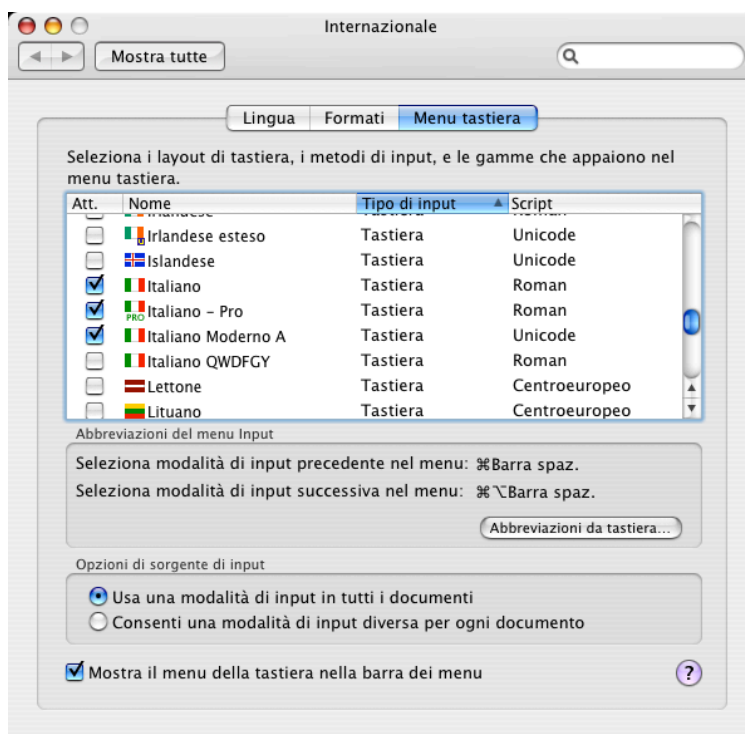 Internazionale
Mostra tutte
Lingua Formati Menu tastiera
Seleziona i layout di tastiera, i metodi di input, e le gamme che appaiono nel
menu tastiera.
Att. Nome Tipo di input Script
Irlandese Tastiera Roman
Irlandese esteso Tastiera Unicode
Islandese Tastiera Unicode
Italiano Tastiera Roman
PRO Italiano – Pro Tastiera Roman
Italiano Moderno A Tastiera Unicode
Italiano QWDFGY Tastiera Roman
Lettone Tastiera Centroeuropeo
Lituano Tastiera Centroeuropeo
Abbreviazioni del menu Input
Seleziona modalità di input precedente nel menu: ⌘Barra spaz.
Seleziona modalità di input successiva nel menu: ⌘⌥Barra spaz.
Abbreviazioni da tastiera...
Opzioni di sorgente di input
Usa una modalità di input in tutti i documenti
Consenti una modalità di input diversa per ogni documento
Mostra il menu della tastiera nella barra dei menu
?